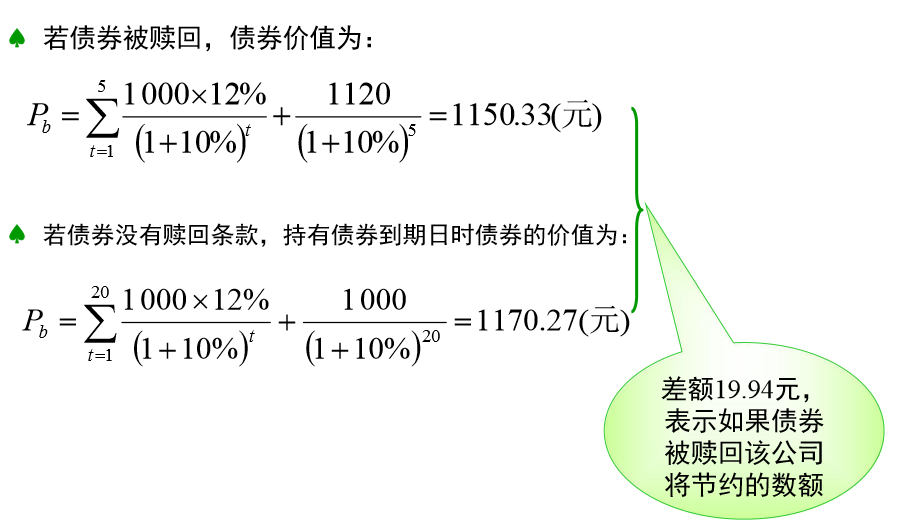 ♠ 若债券被赎回，债券价值为：
P_b = \sum_{t=1}^{5} \frac{1000×12%}{(1+10%)^t} + \frac{1120}{(1+10%)^5} = 1150.33(元)
♠ 若债券没有赎回条款，持有债券到期日时债券的价值为：
P_b = \sum_{t=1}^{20} \frac{1000×12%}{(1+10%)^t} + \frac{1000}{(1+10%)^{20}} = 1170.27(元)
差额19.94元，
表示如果债券
被赎回该公司
将节约的数额